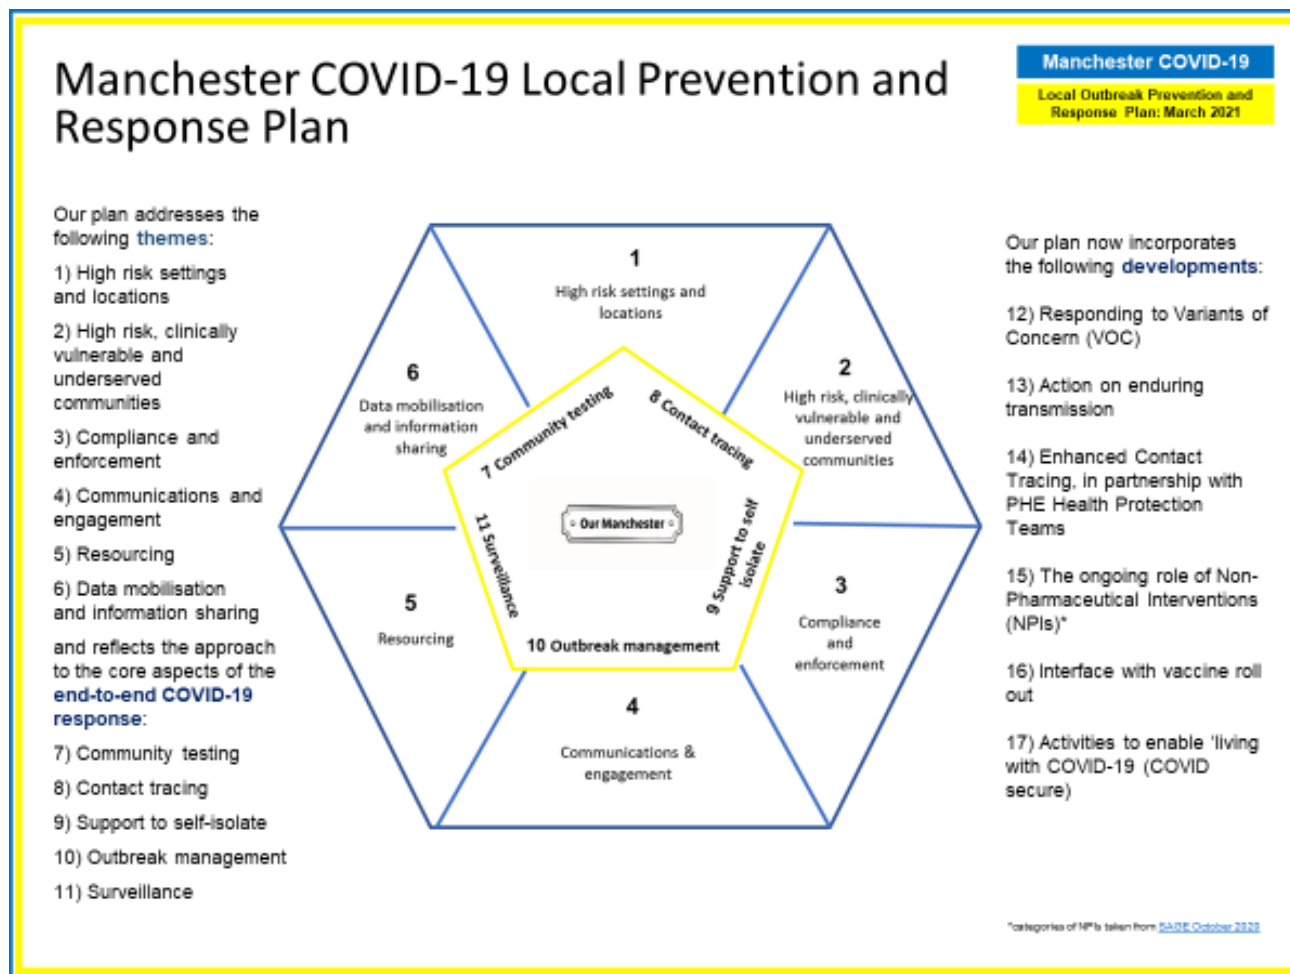 Manchester COVID-19 Local Prevention and
Response Plan
Manchester COVID-19
Local Outbreak Prevention and
Response Plan: March 2021
Our plan addresses the
following themes:
1) High risk settings
and locations
2) High risk, clinically
vulnerable and
underserved
communities
3) Compliance and
enforcement
4) Communications and
engagement
5) Resourcing
6) Data mobilisation
and information sharing
and reflects the approach
to the core aspects of the
end-to-end COVID-19
response:
7) Community testing
8) Contact tracing
9) Support to self-isolate
10) Outbreak management
11) Surveillance
1
High risk settings and
locations
2
High risk, clinically
vulnerable and
underserved
communities
3
Compliance
and
enforcement
4
Communications &
engagement
5
Resourcing
6
Data mobilisation
and information
sharing
7 Community testing
8 Contact tracing
9 Support to self
isolate
10 Outbreak management
11 Surveillance
Our Manchester
Our plan now incorporates
the following developments:
12) Responding to Variants of
Concern (VOC)
13) Action on enduring
transmission
14) Enhanced Contact
Tracing, in partnership with
PHE Health Protection
Teams
15) The ongoing role of Non-
Pharmaceutical Interventions
(NPIs)*
16) Interface with vaccine roll
out
17) Activities to enable 'living
with COVID-19 (COVID
secure)
*categories of NPIs taken from SAGE October 2020